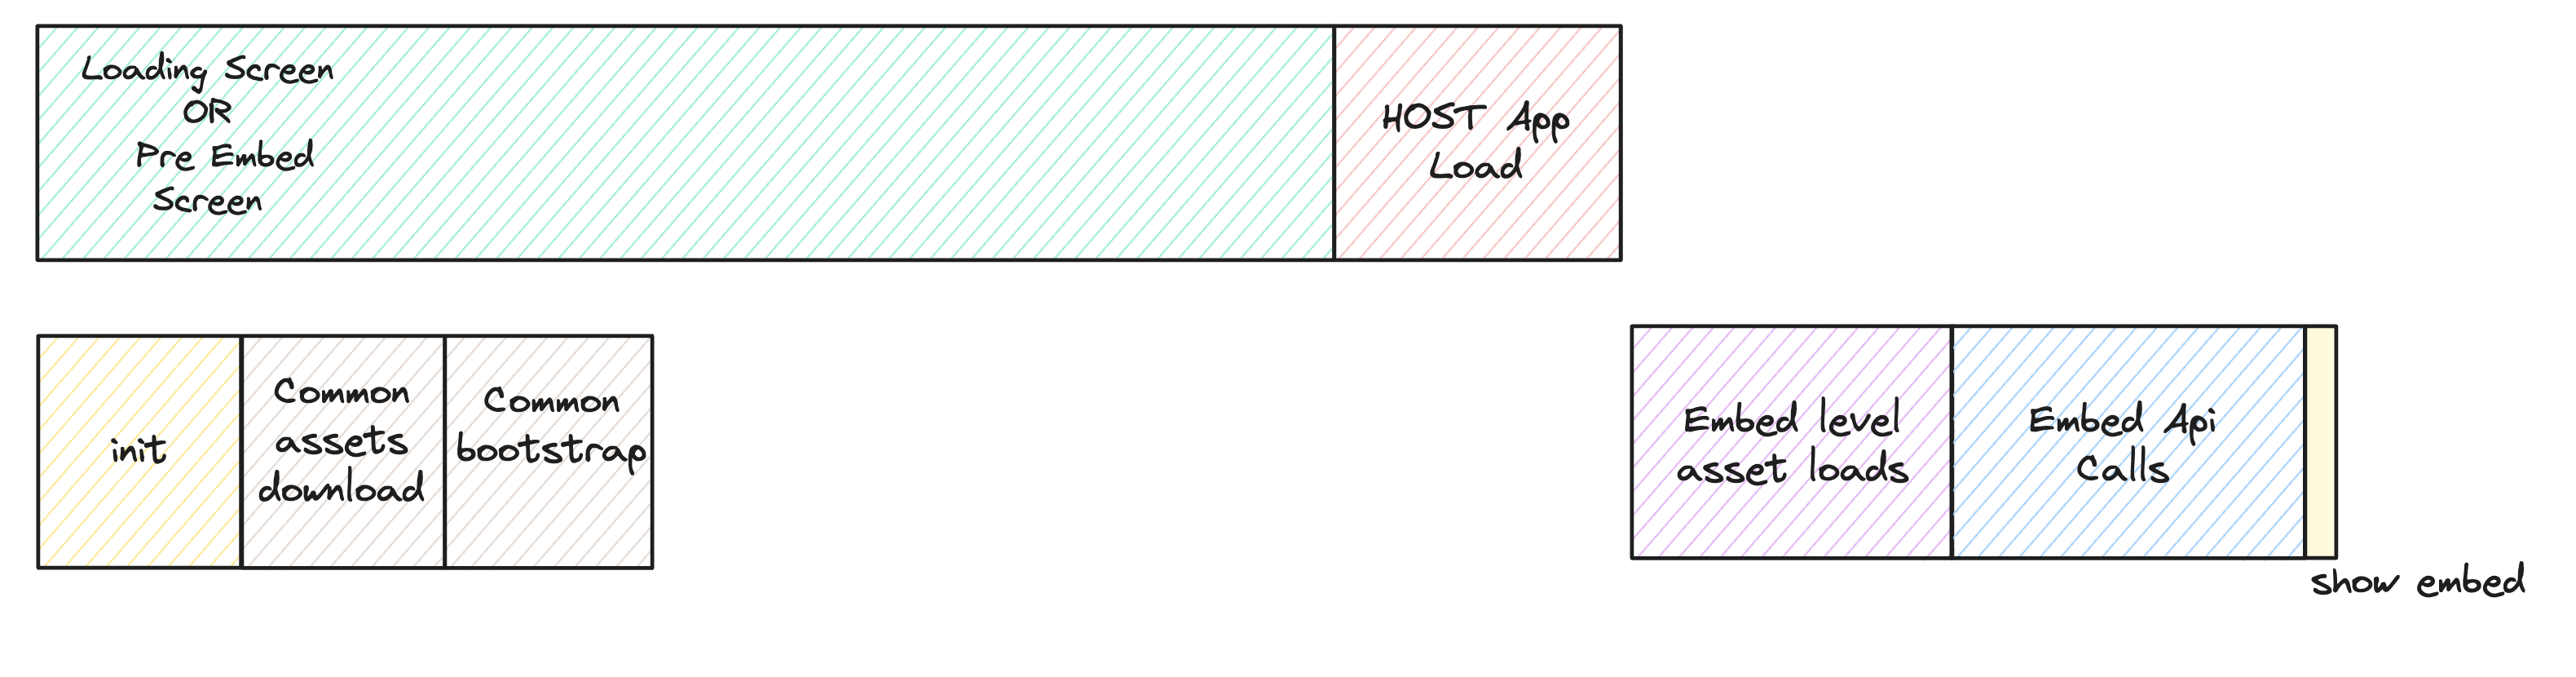 Loading Screen
OR
Pre Embed
Screen
HOST App
Load
init
Common
assets
download
Common
bootstrap
Embed level
asset loads
Embed Api
Calls
show embed